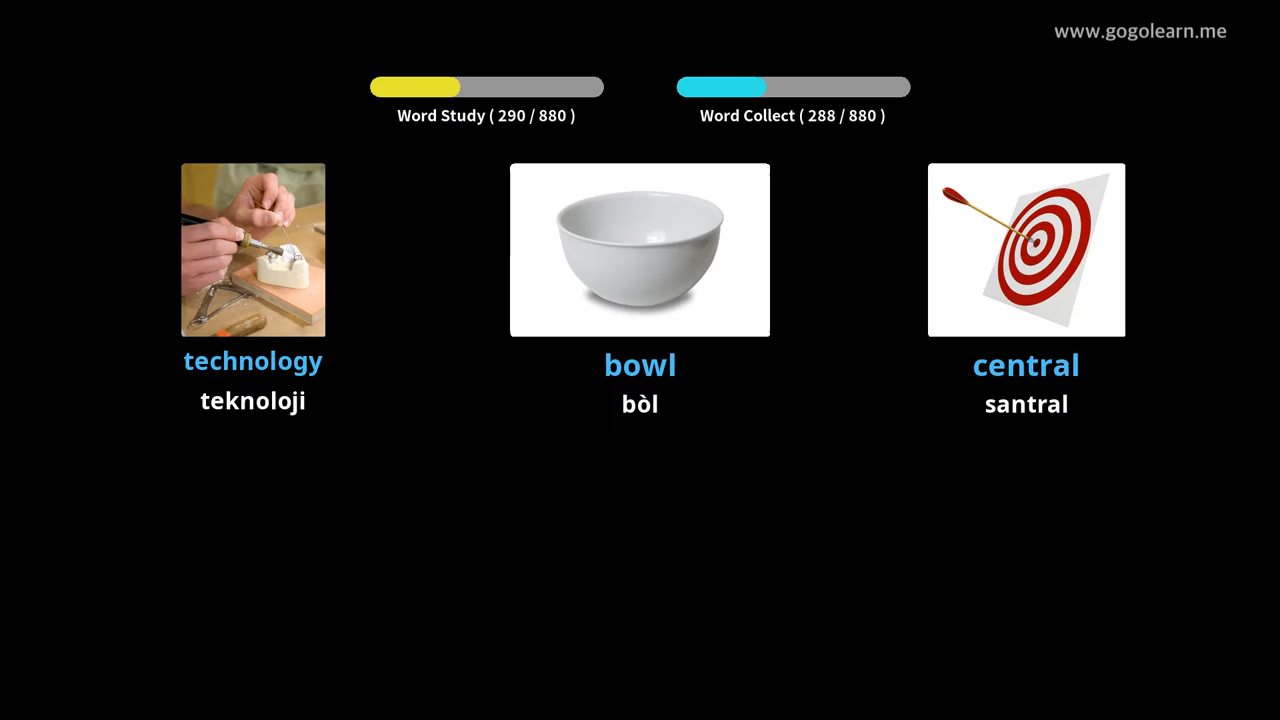 www.gogolearn.me
Word Study ( 290 / 880 )
Word Collect ( 288 / 880 )
technology
teknoloji
bowl
bòl
central
santral